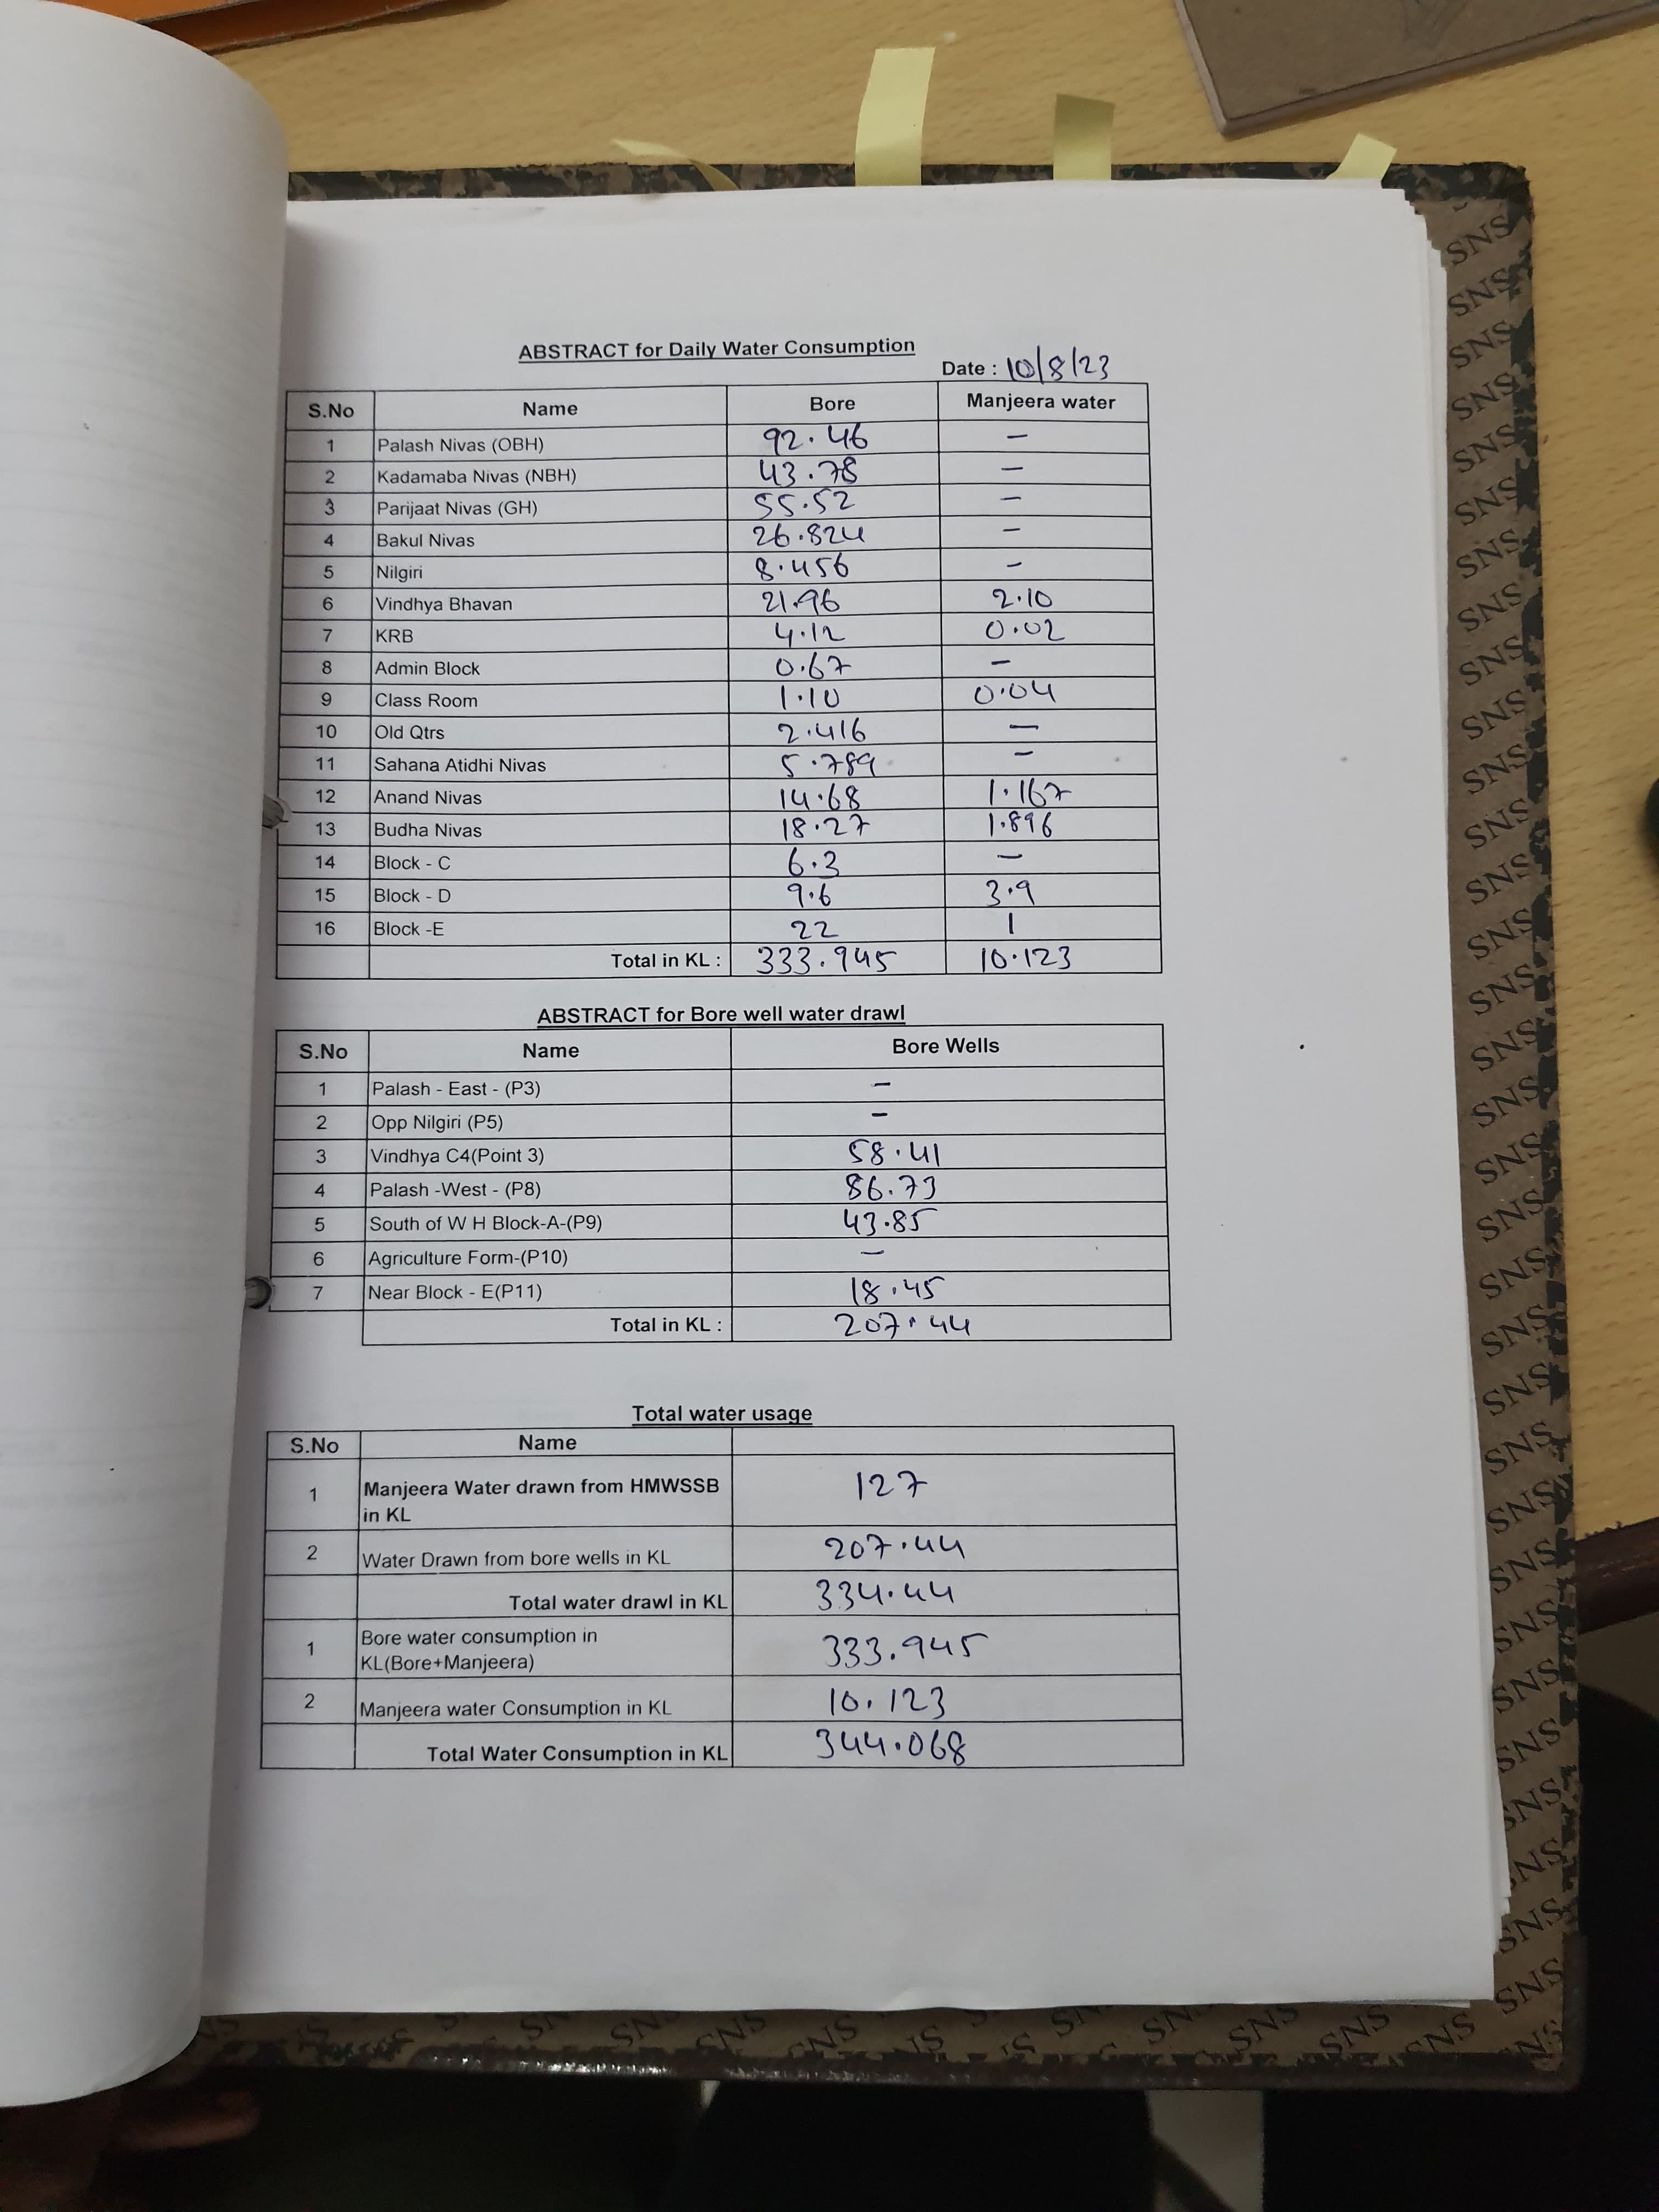 ABSTRACT for Daily Water Consumption
Date : 10/8/23
S.No Name Bore Manjeera water
1 Palash Nivas (OBH) 92.46 –
2 Kadamaba Nivas (NBH) 43.78 –
3 Parijaat Nivas (GH) 55.52 –
4 Bakul Nivas 26.824 –
5 Nilgiri 8.456 –
6 Vindhya Bhavan 21.96 2.10
7 KRB 4.12 0.02
8 Admin Block 0.67 –
9 Class Room 1.10 0.04
10 Old Qtrs 2.416 –
11 Sahana Atidhi Nivas 5.789 –
12 Anand Nivas 14.68 1.167
13 Budha Nivas 18.27 1.896
14 Block - C 6.3 –
15 Block - D 9.6 3.9
16 Block -E 22 1
Total in KL : 333.945 10.123
ABSTRACT for Bore well water drawl
S.No Name Bore Wells
1 Palash - East - (P3) –
2 Opp Nilgiri (P5) –
3 Vindhya C4(Point 3) 58.41
4 Palash -West - (P8) 86.73
5 South of W H Block-A-(P9) 43.85
6 Agriculture Form-(P10) –
7 Near Block - E(P11) 18.45
Total in KL : 207.44
Total water usage
S.No Name
1 Manjeera Water drawn from HMWSSB
in KL 127
2 Water Drawn from bore wells in KL 207.44
Total water drawl in KL 334.44
1 Bore water consumption in
KL(Bore+Manjeera) 333.945
2 Manjeera water Consumption in KL 10.123
Total Water Consumption in KL 344.068
SNS